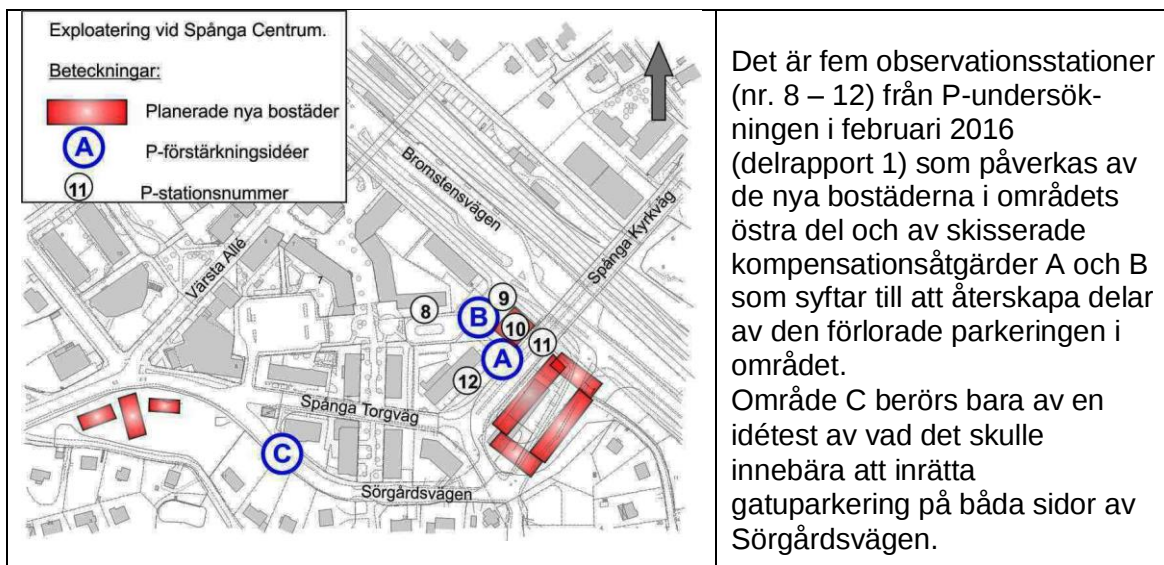 Exploatering vid Spånga Centrum.
Beteckningar:
Planerade nya bostäder
A
P-förstärkningsidéer
11
P-stationsnummer
Bromstensvägen
Spånga Kyrkväg
Värsta Allé
8
9
B
10
11
A
12
Spånga Torgväg
C
Sörgårdsvägen
Det är fem observationsstationer
(nr. 8 – 12) från P-undersök-
ningen i februari 2016
(delrapport 1) som påverkas av
de nya bostäderna i områdets
östra del och av skisserade
kompensationsåtgärder A och B
som syftar till att återskapa delar
av den förlorade parkeringen i
området.
Område C berörs bara av en
idétest av vad det skulle
innebära att inrätta
gatuparkering på båda sidor av
Sörgårdsvägen.